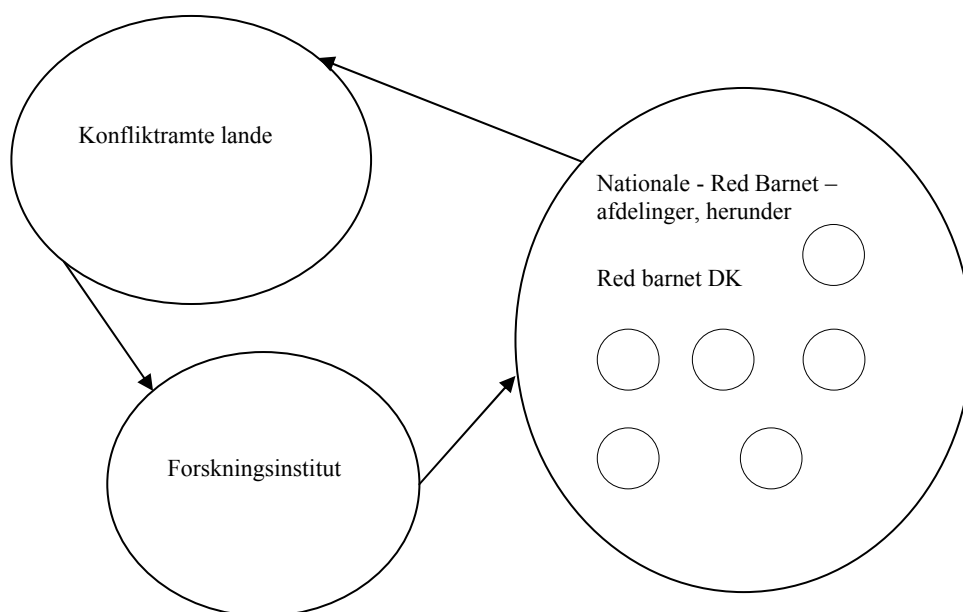 Konfliktramte lande
Nationale - Red Barnet –
afdelinger, herunder
Red barnet DK
Forskningsinstitut